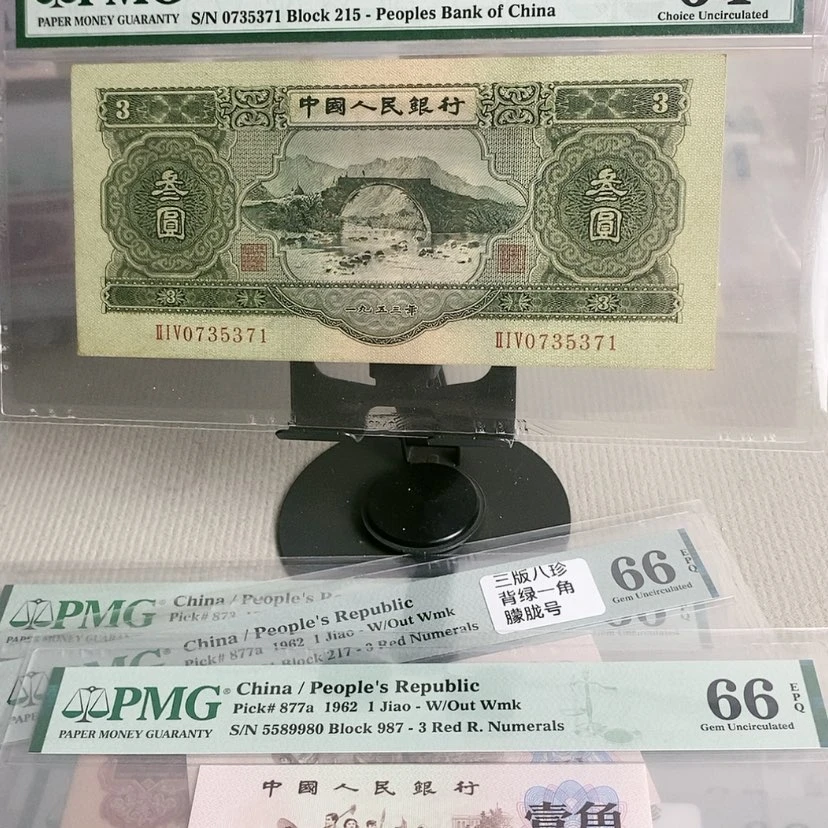 PMG
PAPER MONEY GUARANTY
S/N 0735371 Block 215 - Peoples Bank of China
64
Choice Uncirculated
3
中國人民銀行
3
叁圓
叁圓
3
一九五三年
3
ⅡⅠⅤ0735371
ⅡⅠⅤ0735371
PMG
China / People's
Pick# 877
三版八珍
背绿一角
朦胧号
66
EPQ
Gem Uncirculated
China / People's Republic
Pick# 877a 1962 1 Jiao - W/Out Wmk
Block 217 - 3 Red Numerals
PMG®
PAPER MONEY GUARANTY
China / People's Republic
Pick# 877a 1962 1 Jiao - W/Out Wmk
S/N 5589980 Block 987 - 3 Red R. Numerals
66
EPQ
Gem Uncirculated
中國人民銀行
壹角